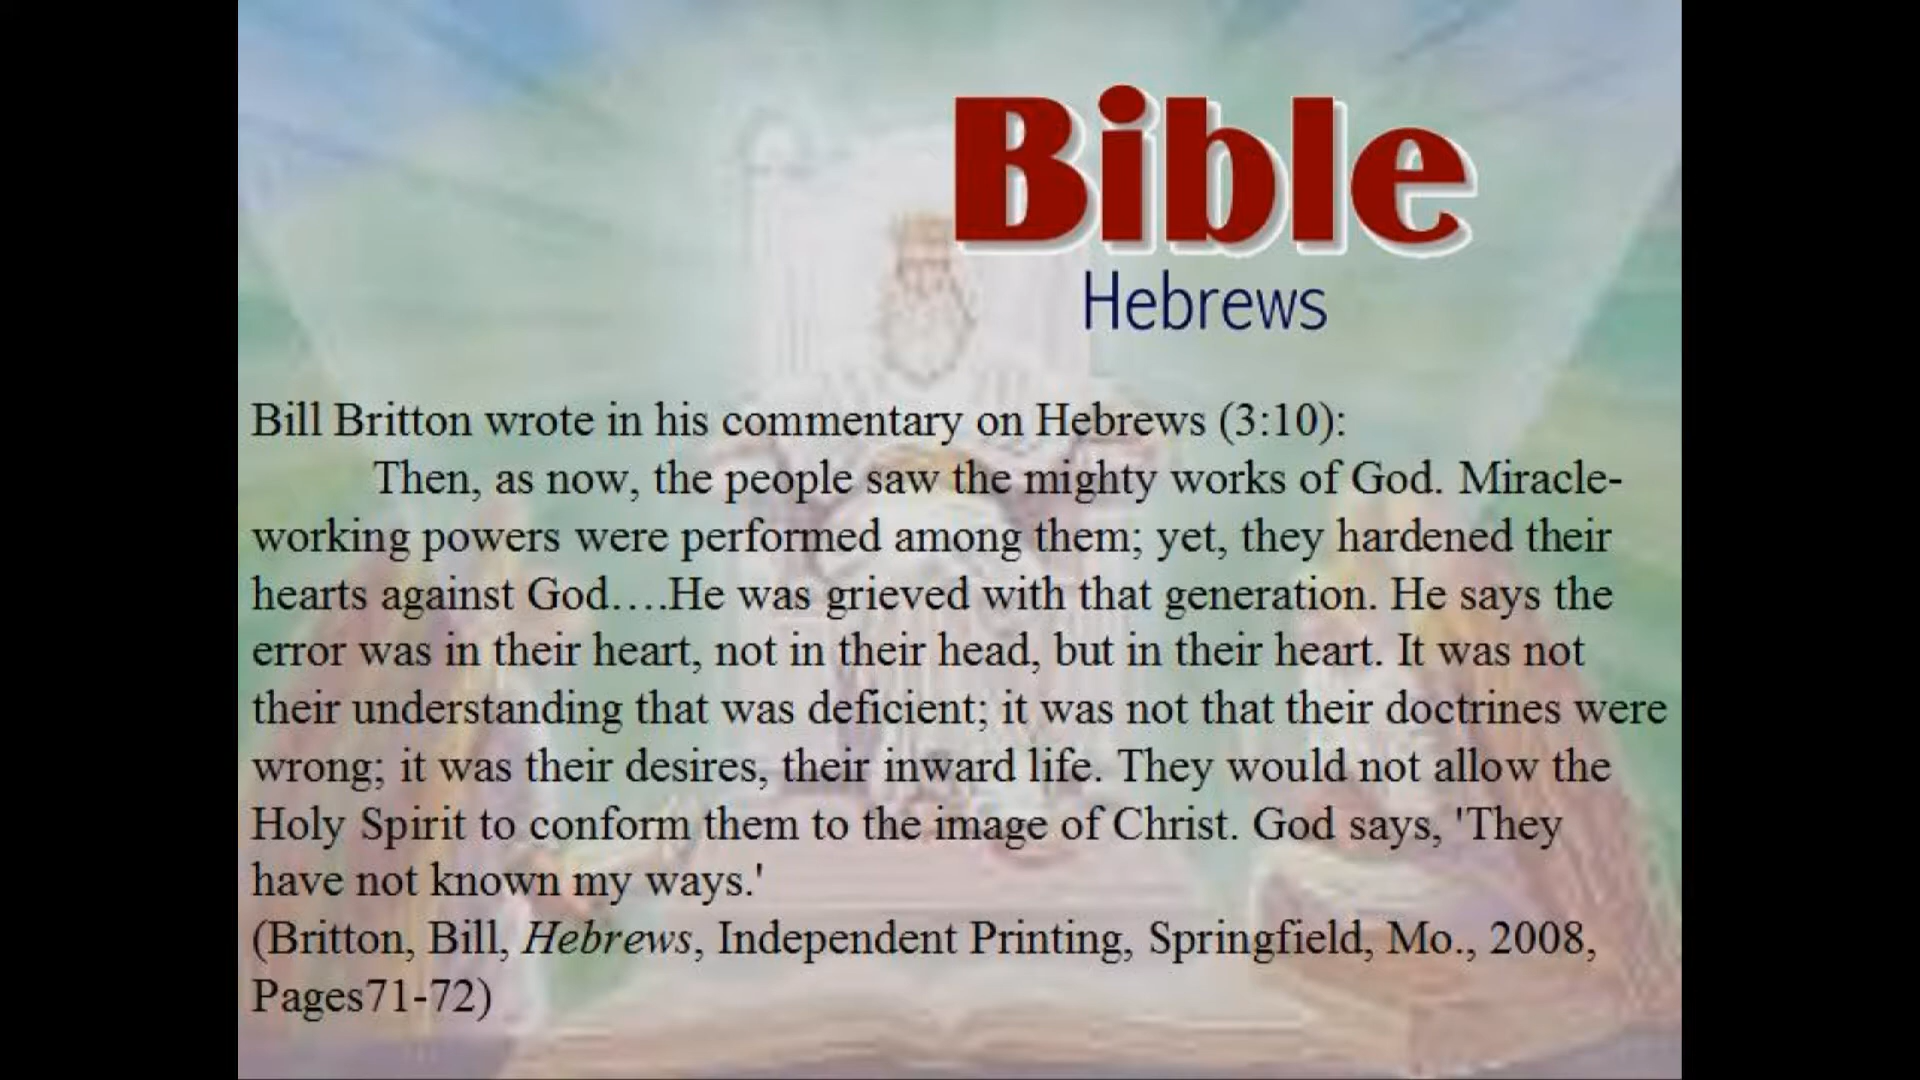 Bible
Hebrews
Bill Britton wrote in his commentary on Hebrews (3:10):
Then, as now, the people saw the mighty works of God. Miracle-
working powers were performed among them; yet, they hardened their
hearts against God….He was grieved with that generation. He says the
error was in their heart, not in their head, but in their heart. It was not
their understanding that was deficient; it was not that their doctrines were
wrong; it was their desires, their inward life. They would not allow the
Holy Spirit to conform them to the image of Christ. God says, 'They
have not known my ways.'
(Britton, Bill, Hebrews, Independent Printing, Springfield, Mo., 2008,
Pages71-72)